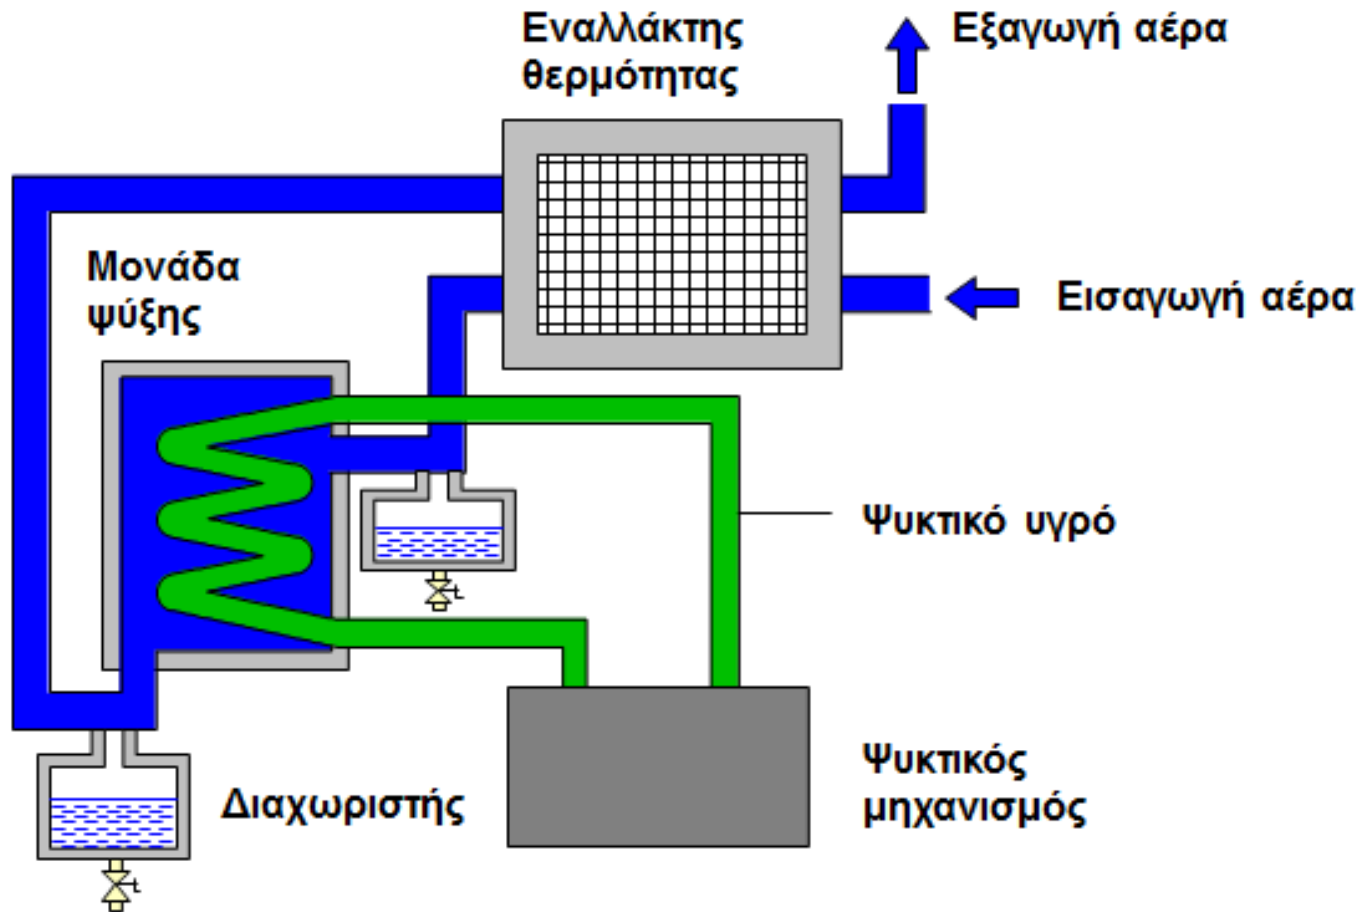 Εναλλάκτης
θερμότητας
Εξαγωγή αέρα
Μονάδα
ψύξης
Εισαγωγή αέρα
Ψυκτικό υγρό
Διαχωριστής
Ψυκτικός
μηχανισμός